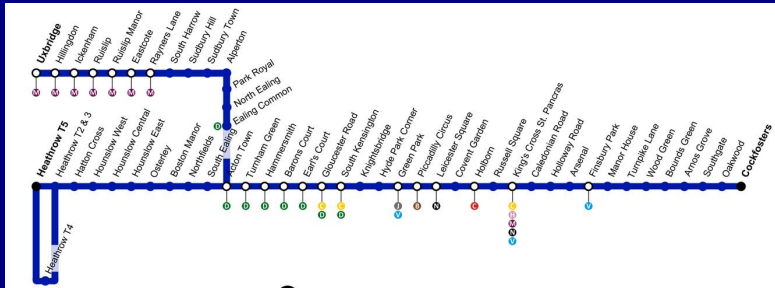 Uxbridge
Hillingdon
Ickenham
Ruislip
Ruislip Manor
Eastcote
Rayners Lane
South Harrow
Sudbury Hill
Sudbury Town
Alperton
Park Royal
North Ealing
Ealing Common
M
M
M
M
M
M
M
D
Heathrow T5
Heathrow T2 & 3
Hatton Cross
Hounslow West
Hounslow Central
Hounslow East
Osterley
Boston Manor
Northfields
South Ealing
Acton Town
Turnham Green
Hammersmith
Barons Court
Earl's Court
Gloucester Road
South Kensington
Knightsbridge
Hyde Park Corner
Green Park
Piccadilly Circus
Leicester Square
Covent Garden
Holborn
Russell Square
King's Cross St. Pancras
Caledonian Road
Holloway Road
Arsenal
Finsbury Park
Manor House
Turnpike Lane
Wood Green
Bounds Green
Arnos Grove
Southgate
Oakwood
Cockfosters
D
D
D
D
D
C
D
C
D
J
V
B
N
C
C
H
M
N
V
V
Heathrow T4